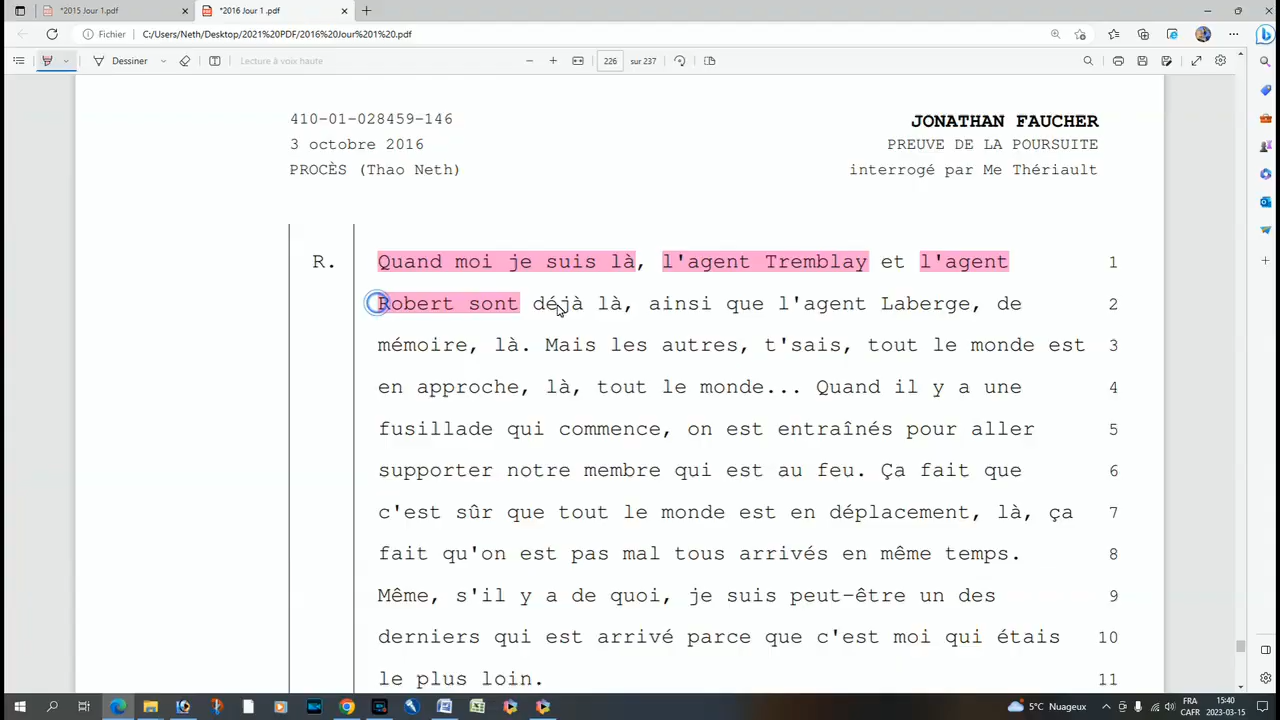 *2015 Jour 1.pdf
*2016 Jour 1 .pdf
Fichier
C:/Users/Neth/Desktop/2021%20PDF/2016%20Jour%201%20.pdf
Dessiner
Lecture à voix haute
226
sur 237
410-01-028459-146
JONATHAN FAUCHER
3 octobre 2016
PREUVE DE LA POURSUITE
PROCÈS (Thao Neth)
interrogé par Me Thériault
R. Quand moi je suis là, l'agent Tremblay et l'agent 1
Robert sont déjà là, ainsi que l'agent Laberge, de 2
mémoire, là. Mais les autres, t'sais, tout le monde est 3
en approche, là, tout le monde... Quand il y a une 4
fusillade qui commence, on est entraînés pour aller 5
supporter notre membre qui est au feu. Ça fait que 6
c'est sûr que tout le monde est en déplacement, là, ça 7
fait qu'on est pas mal tous arrivés en même temps. 8
Même, s'il y a de quoi, je suis peut-être un des 9
derniers qui est arrivé parce que c'est moi qui étais 10
le plus loin. 11
5°C Nuageux
FRA
CAFR
15:40
2023-03-15